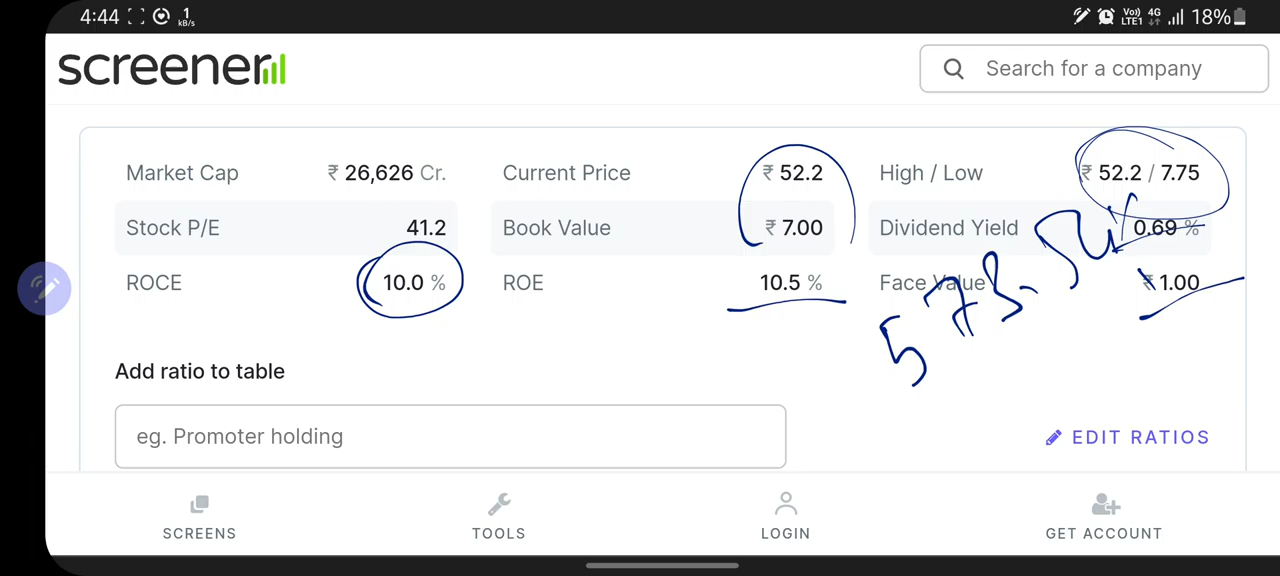 4:44 1 kB/s Vo) LTE1 4G 18%
screener Search for a company
Market Cap ₹ 26,626 Cr. Current Price ₹ 52.2 High / Low ₹ 52.2 / 7.75
Stock P/E 41.2 Book Value ₹ 7.00 Dividend Yield 0.69 %
ROCE 10.0 % ROE 10.5 % Face Value ₹ 1.00
Add ratio to table
eg. Promoter holding EDIT RATIOS
SCREENS TOOLS LOGIN GET ACCOUNT